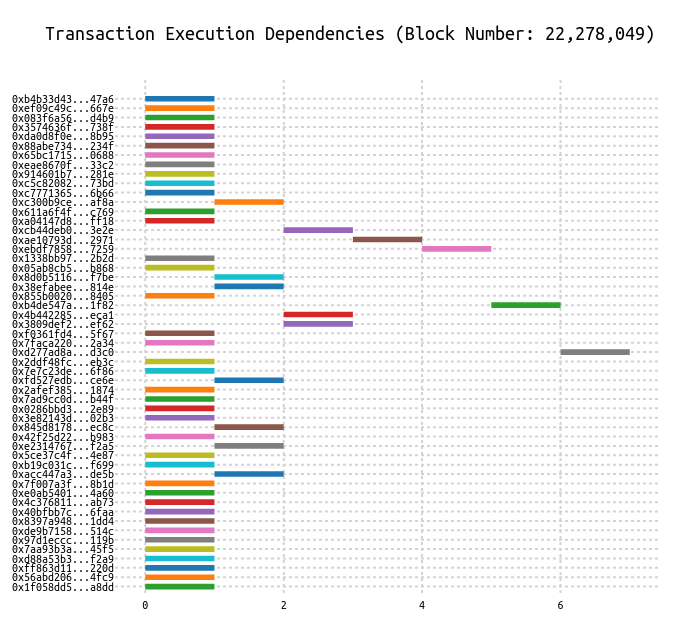 Transaction Execution Dependencies (Block Number: 22,278,049)
0xb4b33d43...47a6
0xef09c49c...667e
0x083f6a56...d4b9
0x3574636f...738f
0xda0d8f0e...8b95
0x88abe734...234f
0x65bc1715...0688
0xeae8670f...33c2
0x914601b7...281e
0xc5c82082...73bd
0xc7771365...6b66
0xc300b9ce...af8a
0x611a6f4f...c769
0xa04147d8...ff18
0xcb44deb0...3e2e
0xae10793d...2971
0xebdf7858...7259
0x1338bb97...2b2d
0x05ab8cb5...b868
0x8d0b5116...f7be
0x38efabee...814e
0x855b0020...8405
0xb4de547a...1f82
0x4b442285...eca1
0x3809def2...ef62
0xf0361fd4...5f67
0x7faca220...2a34
0xd277ad8a...d3c0
0x2ddf48fc...eb3c
0x7e7c23de...6f86
0xfd527edb...ce6e
0x2afef385...1874
0x7ad9cc0d...b44f
0x0286bbd3...2e89
0x3e82143d...02b3
0x845d8178...ec8c
0x42f25d22...b983
0xe2314767...f2a5
0x5ce37c4f...4e87
0xb19c031c...f699
0xacc447a3...de5b
0x7f007a3f...8b1d
0xe0ab5401...4a60
0x4c376811...ab73
0x40bfbb7c...6faa
0x8397a948...1dd4
0xde9b7158...514c
0x97d1eccc...119b
0x7aa93b3a...45f5
0xd88a53b3...f2a9
0xff863d11...220d
0x56abd206...4fc9
0x1f058dd5...a8dd
0 2 4 6